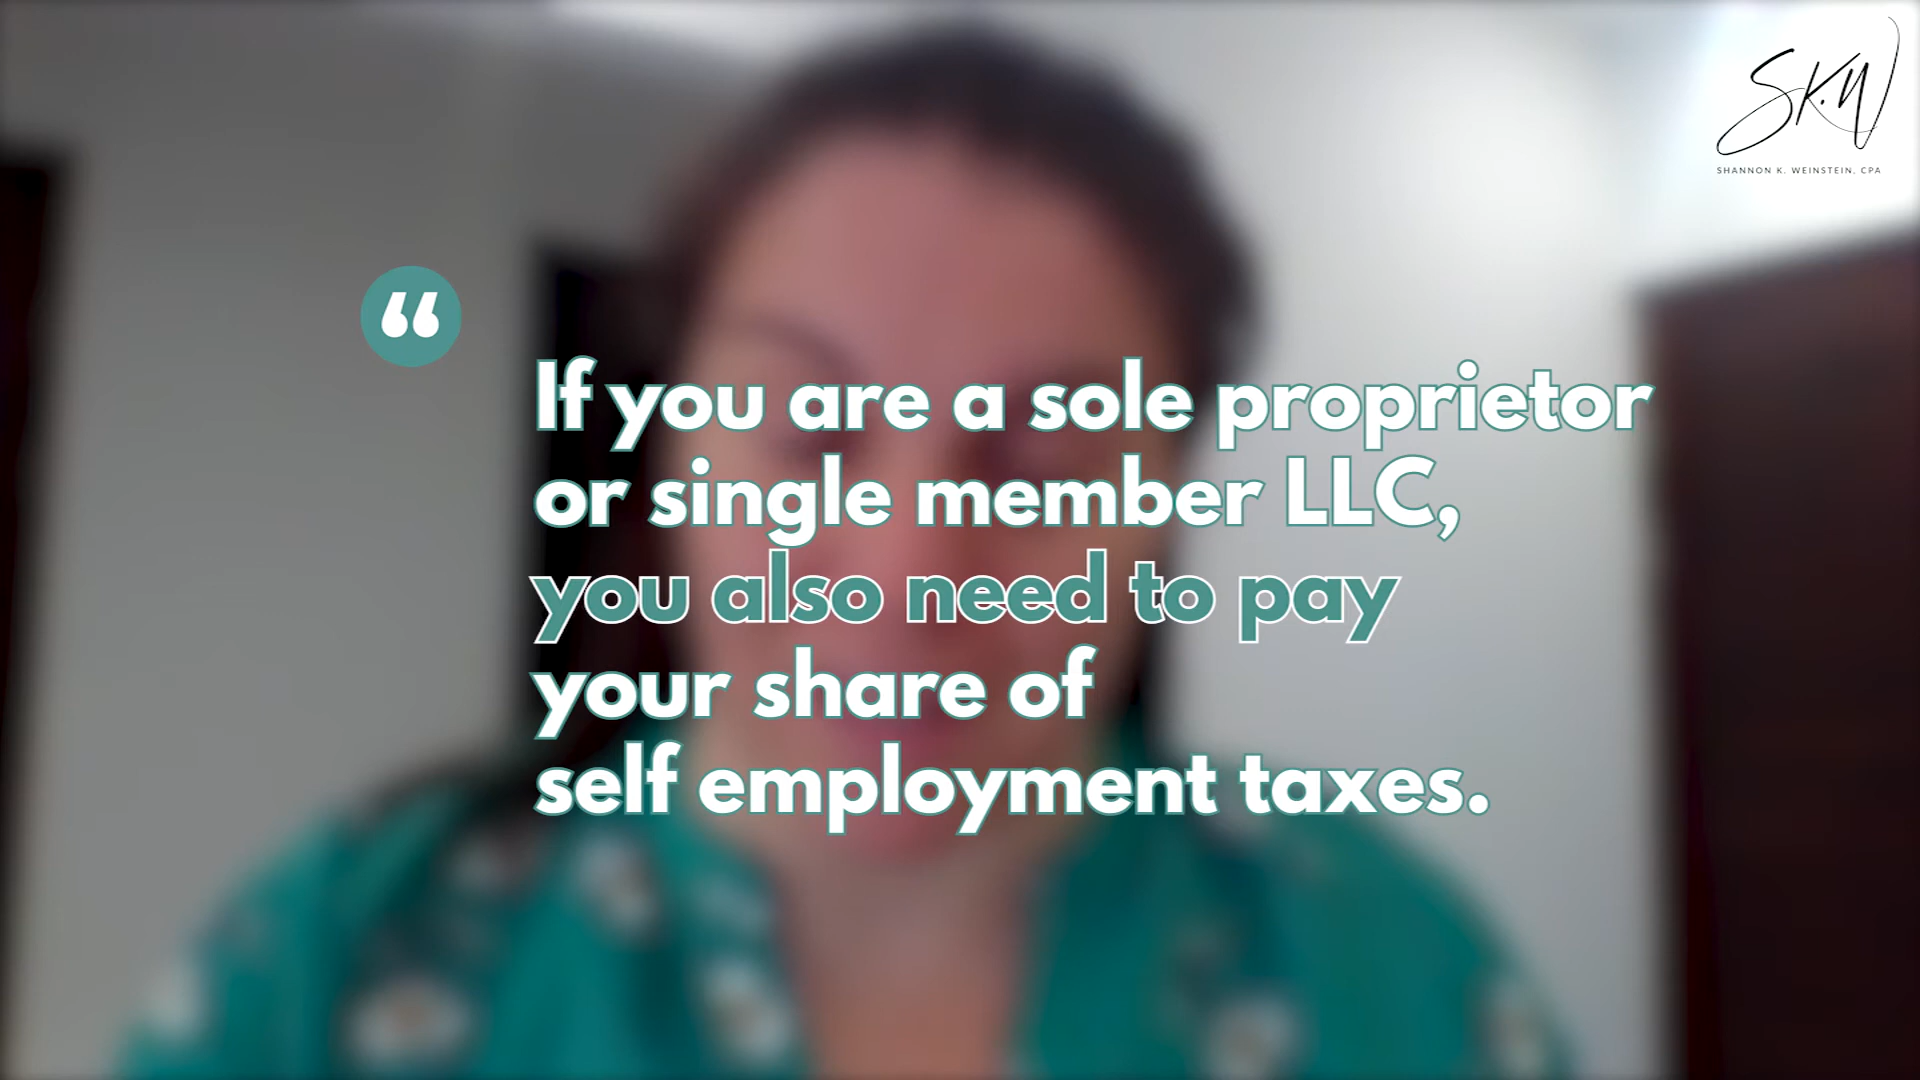 SK.W
SHANNON K. WEINSTEIN, CPA
“
If you are a sole proprietor
or single member LLC,
you also need to pay
your share of
self employment taxes.